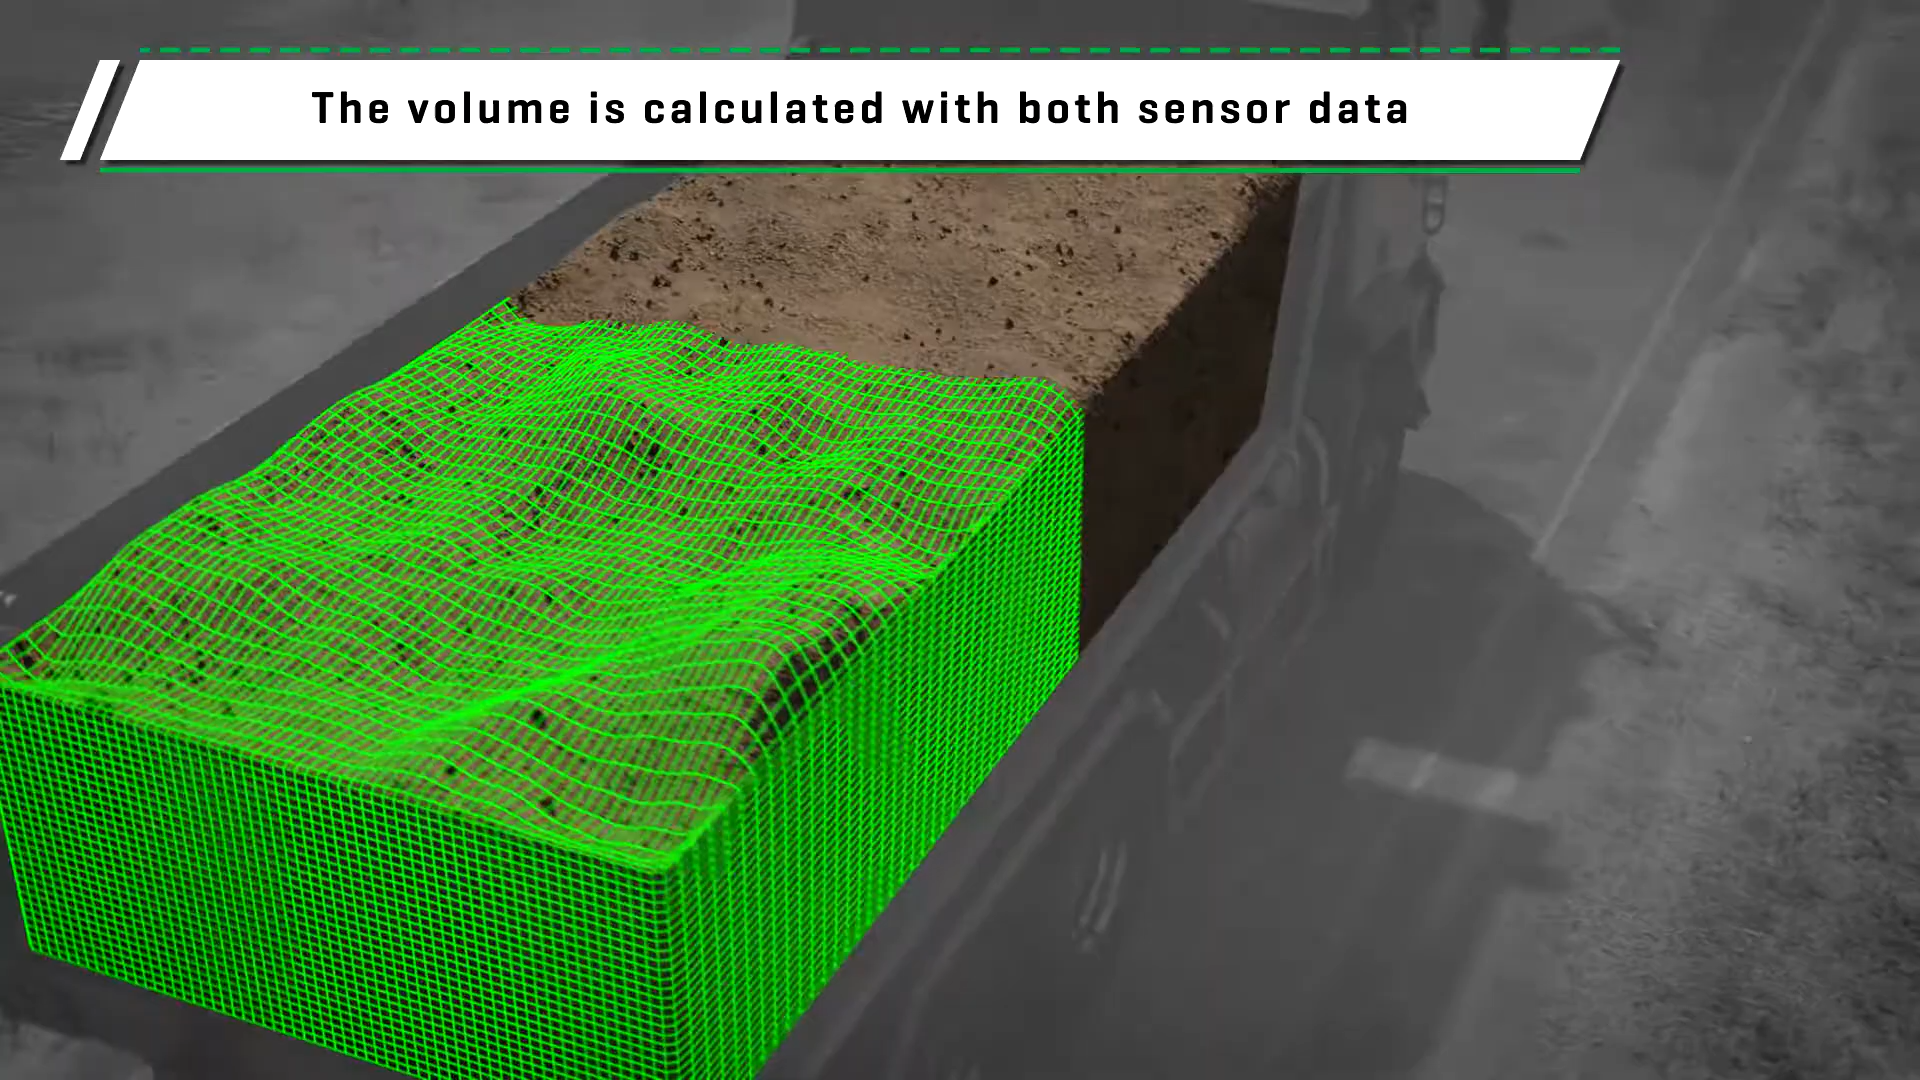 The volume is calculated with both sensor data